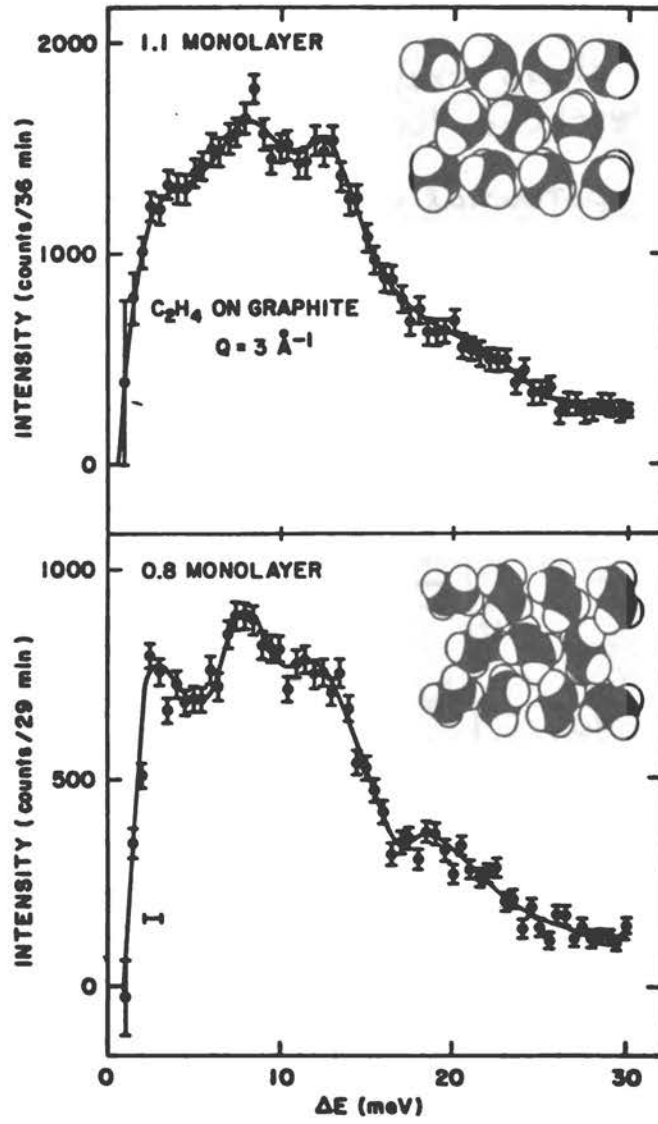 2000
1.1 MONOLAYER
1000
C₂H₄ ON GRAPHITE
Q = 3 Å⁻¹
0
INTENSITY (counts/36 min)
1000
0.8 MONOLAYER
500
0
INTENSITY (counts/29 min)
0 10 20 30
ΔE (meV)